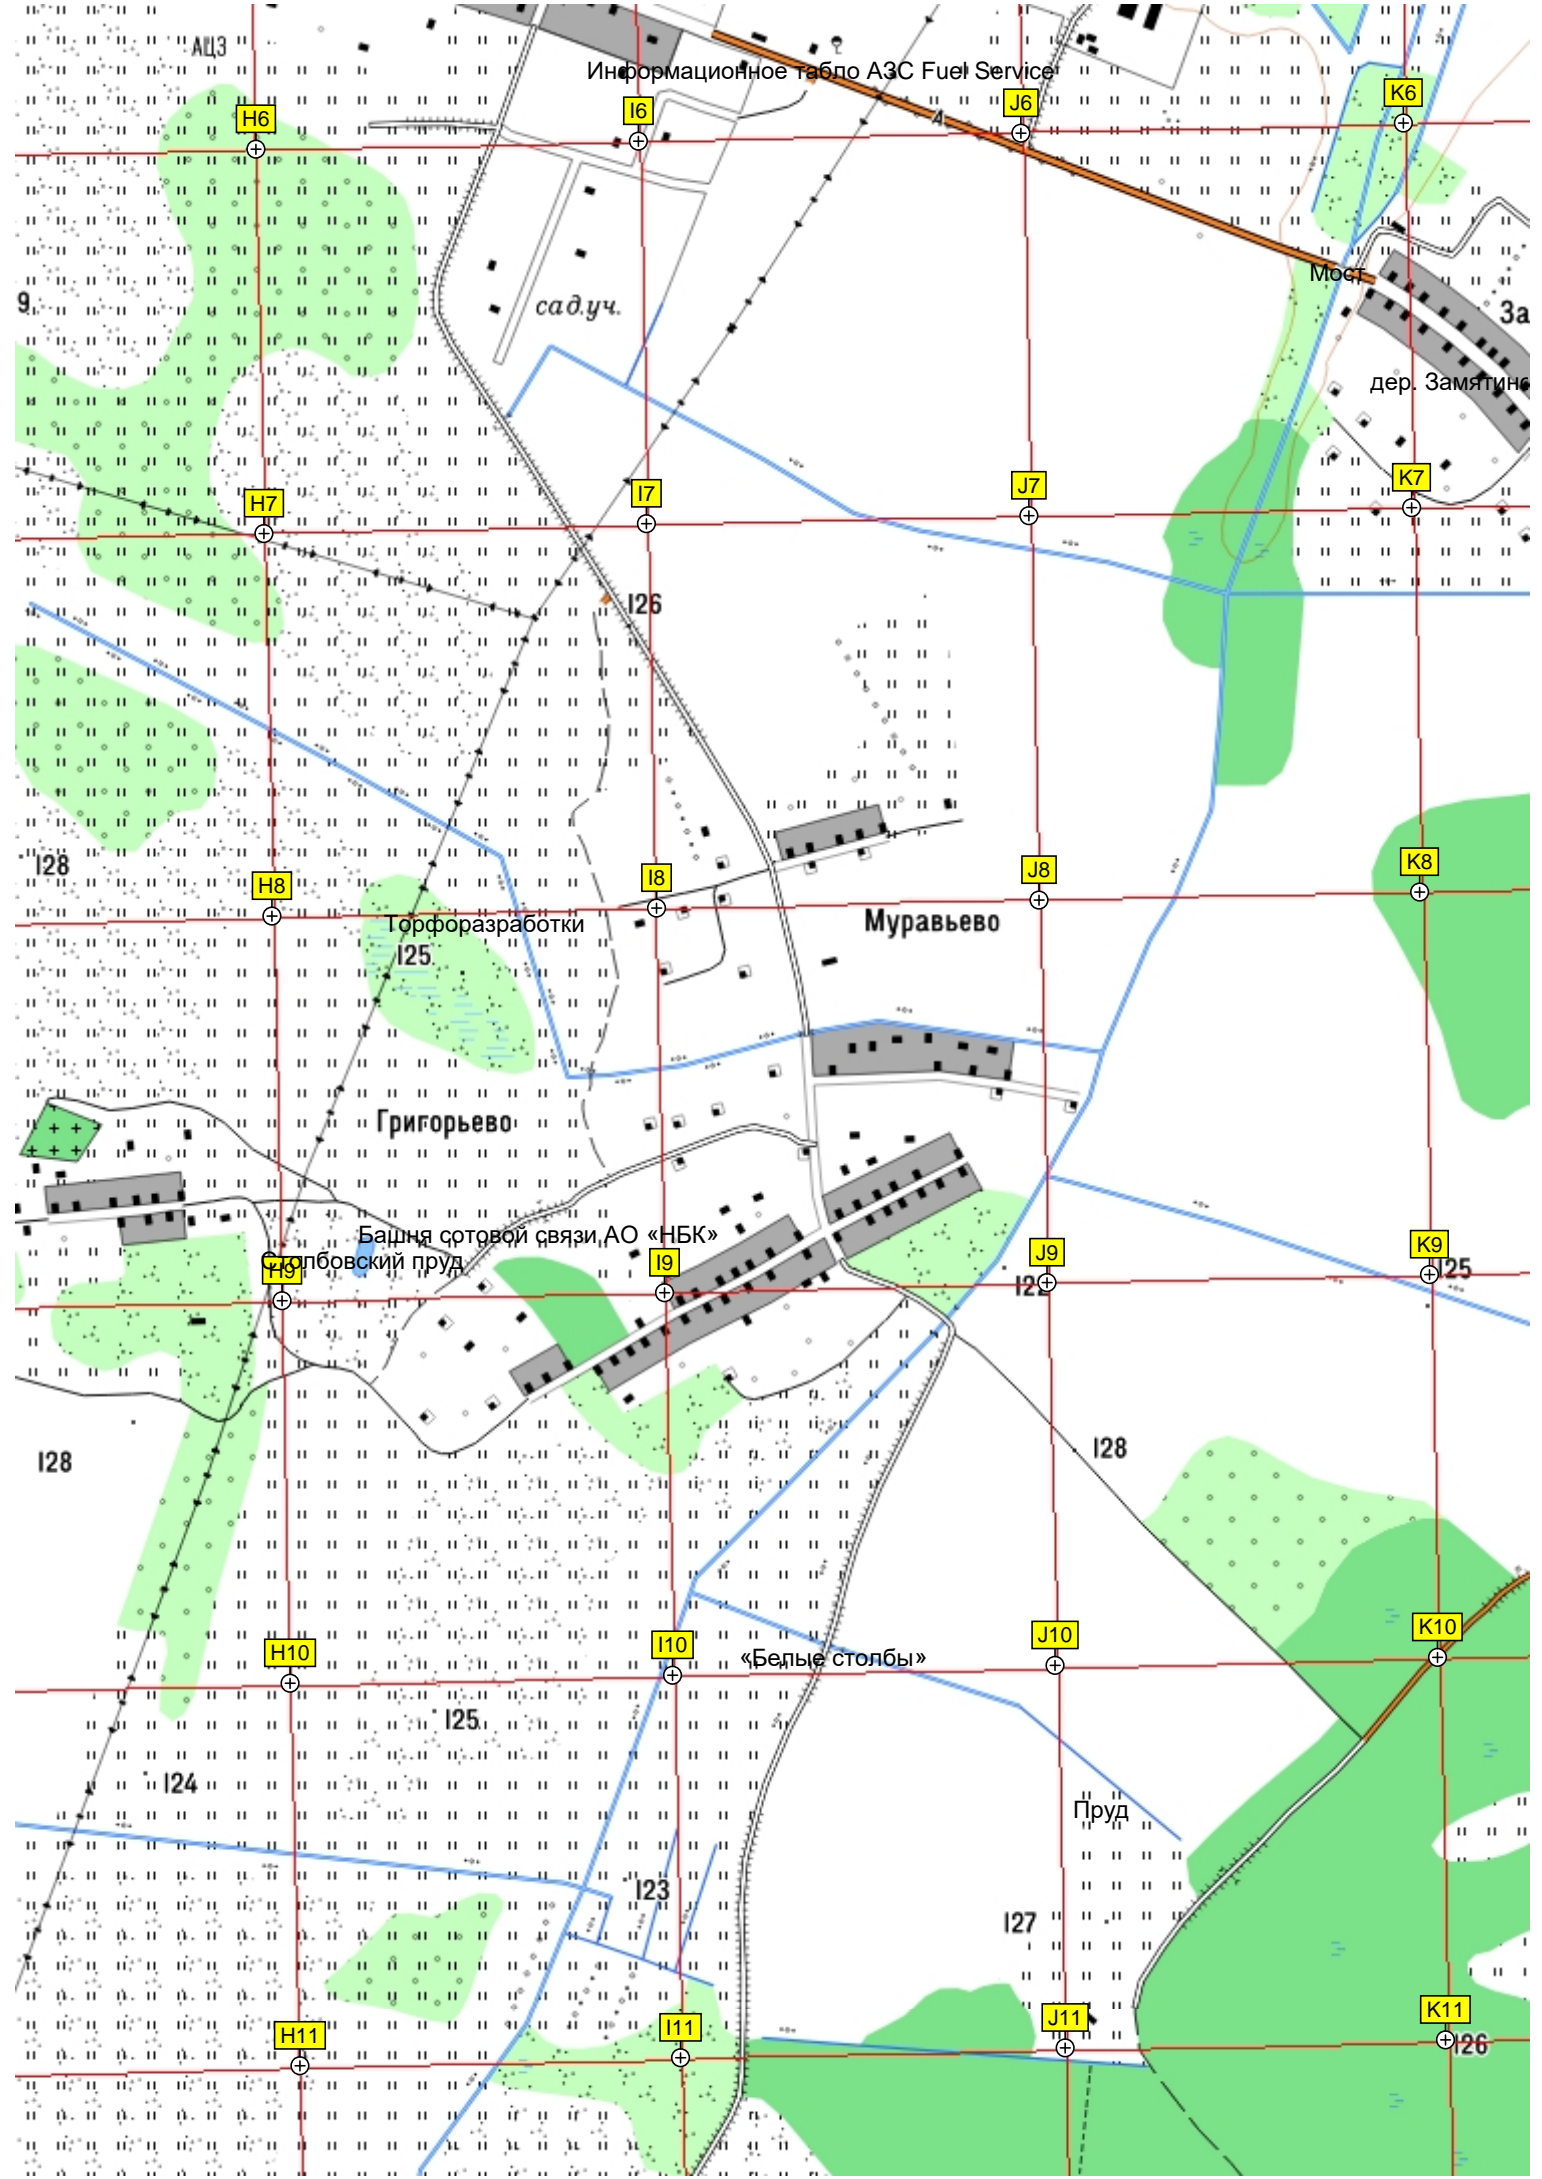 АЦЗ
Информационное табло АЗС Fuel Service
4
H6
I6
J6
K6
Мост
9
сад.уч.
За
дер. Замятино
H7
I7
J7
K7
126
128
H8
I8
J8
K8
Торфоразработки
125
Муравьево
Григорьево
Башня сотовой связи АО «НБК»
Столбовский пруд
H9
I9
J9
K9
125
122
128
128
H10
I10
J10
K10
«Белые столбы»
125
124
Пруд
123
127
H11
I11
J11
K11
126